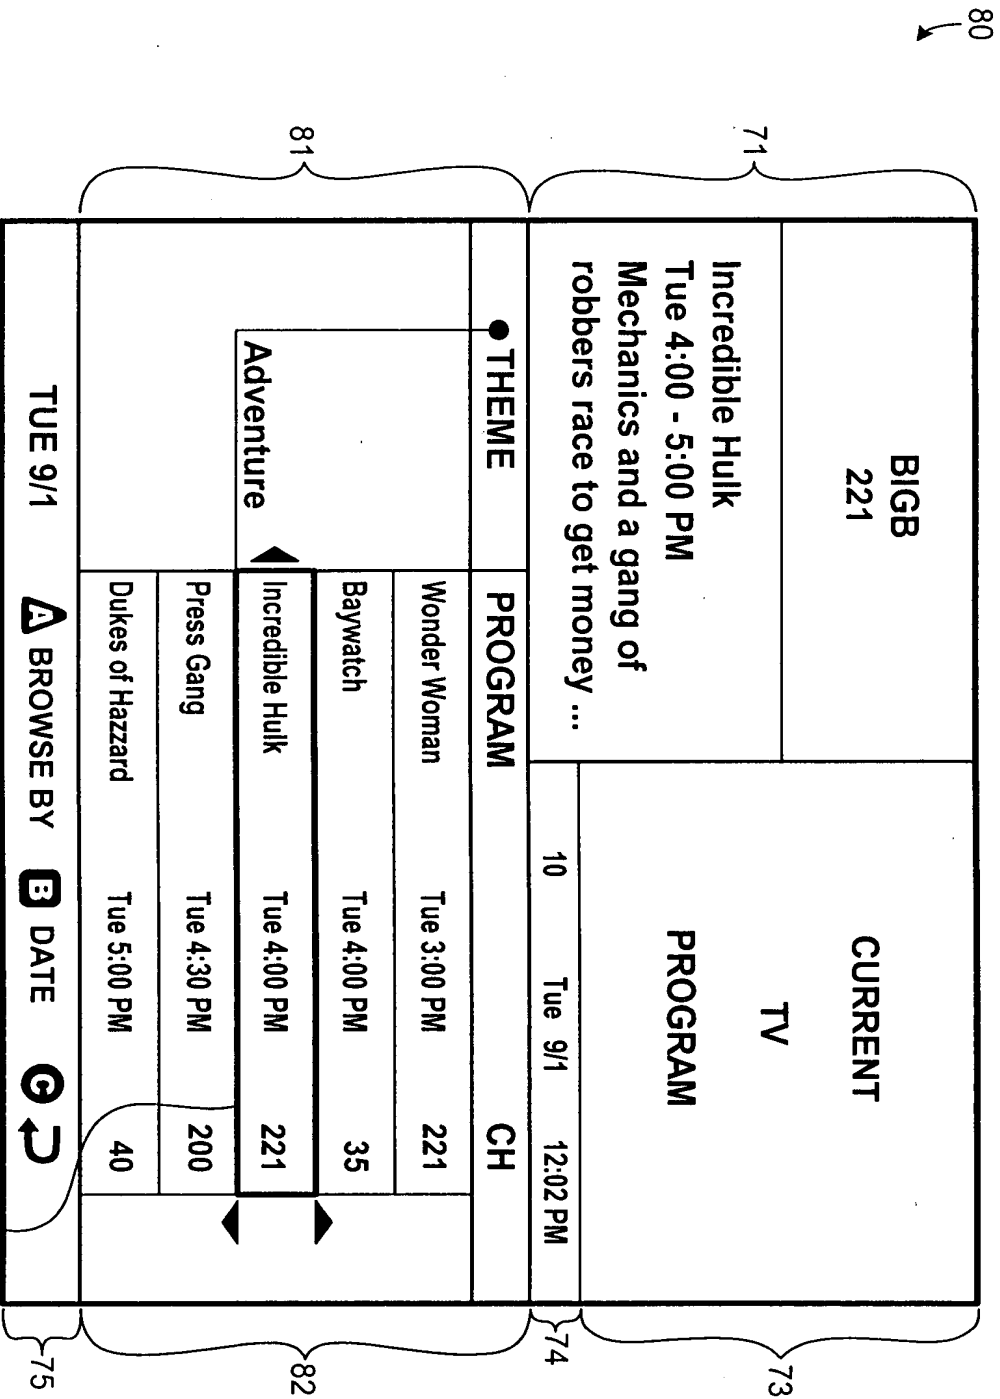 80
71
BIGB
221
Incredible Hulk
Tue 4:00 - 5:00 PM
Mechanics and a gang of
robbers race to get money ...
CURRENT
TV
PROGRAM
73
10 Tue 9/1 12:02 PM
74
81
THEME PROGRAM CH
Adventure
Wonder Woman Tue 3:00 PM 221
Baywatch Tue 4:00 PM 35
Incredible Hulk Tue 4:00 PM 221
Press Gang Tue 4:30 PM 200
Dukes of Hazzard Tue 5:00 PM 40
82
TUE 9/1 A BROWSE BY B DATE C
75